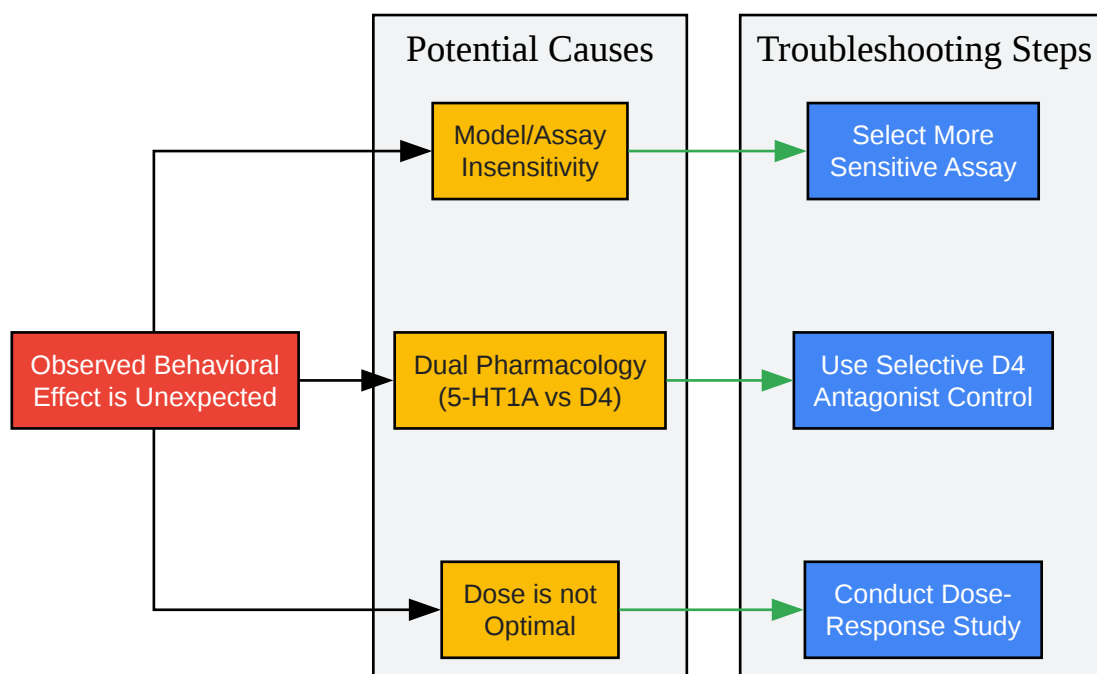 Potential Causes
Troubleshooting Steps
Model/Assay
Insensitivity
Select More
Sensitive Assay
Observed Behavioral
Effect is Unexpected
Dual Pharmacology
(5-HT1A vs D4)
Use Selective D4
Antagonist Control
Dose is not
Optimal
Conduct Dose-
Response Study